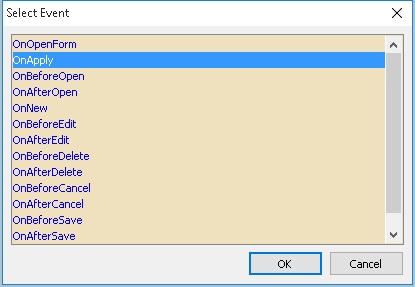 Select Event
OnOpenForm
OnApply
OnBeforeOpen
OnAfterOpen
OnNew
OnBeforeEdit
OnAfterEdit
OnBeforeDelete
OnAfterDelete
OnBeforeCancel
OnAfterCancel
OnBeforeSave
OnAfterSave
OK Cancel